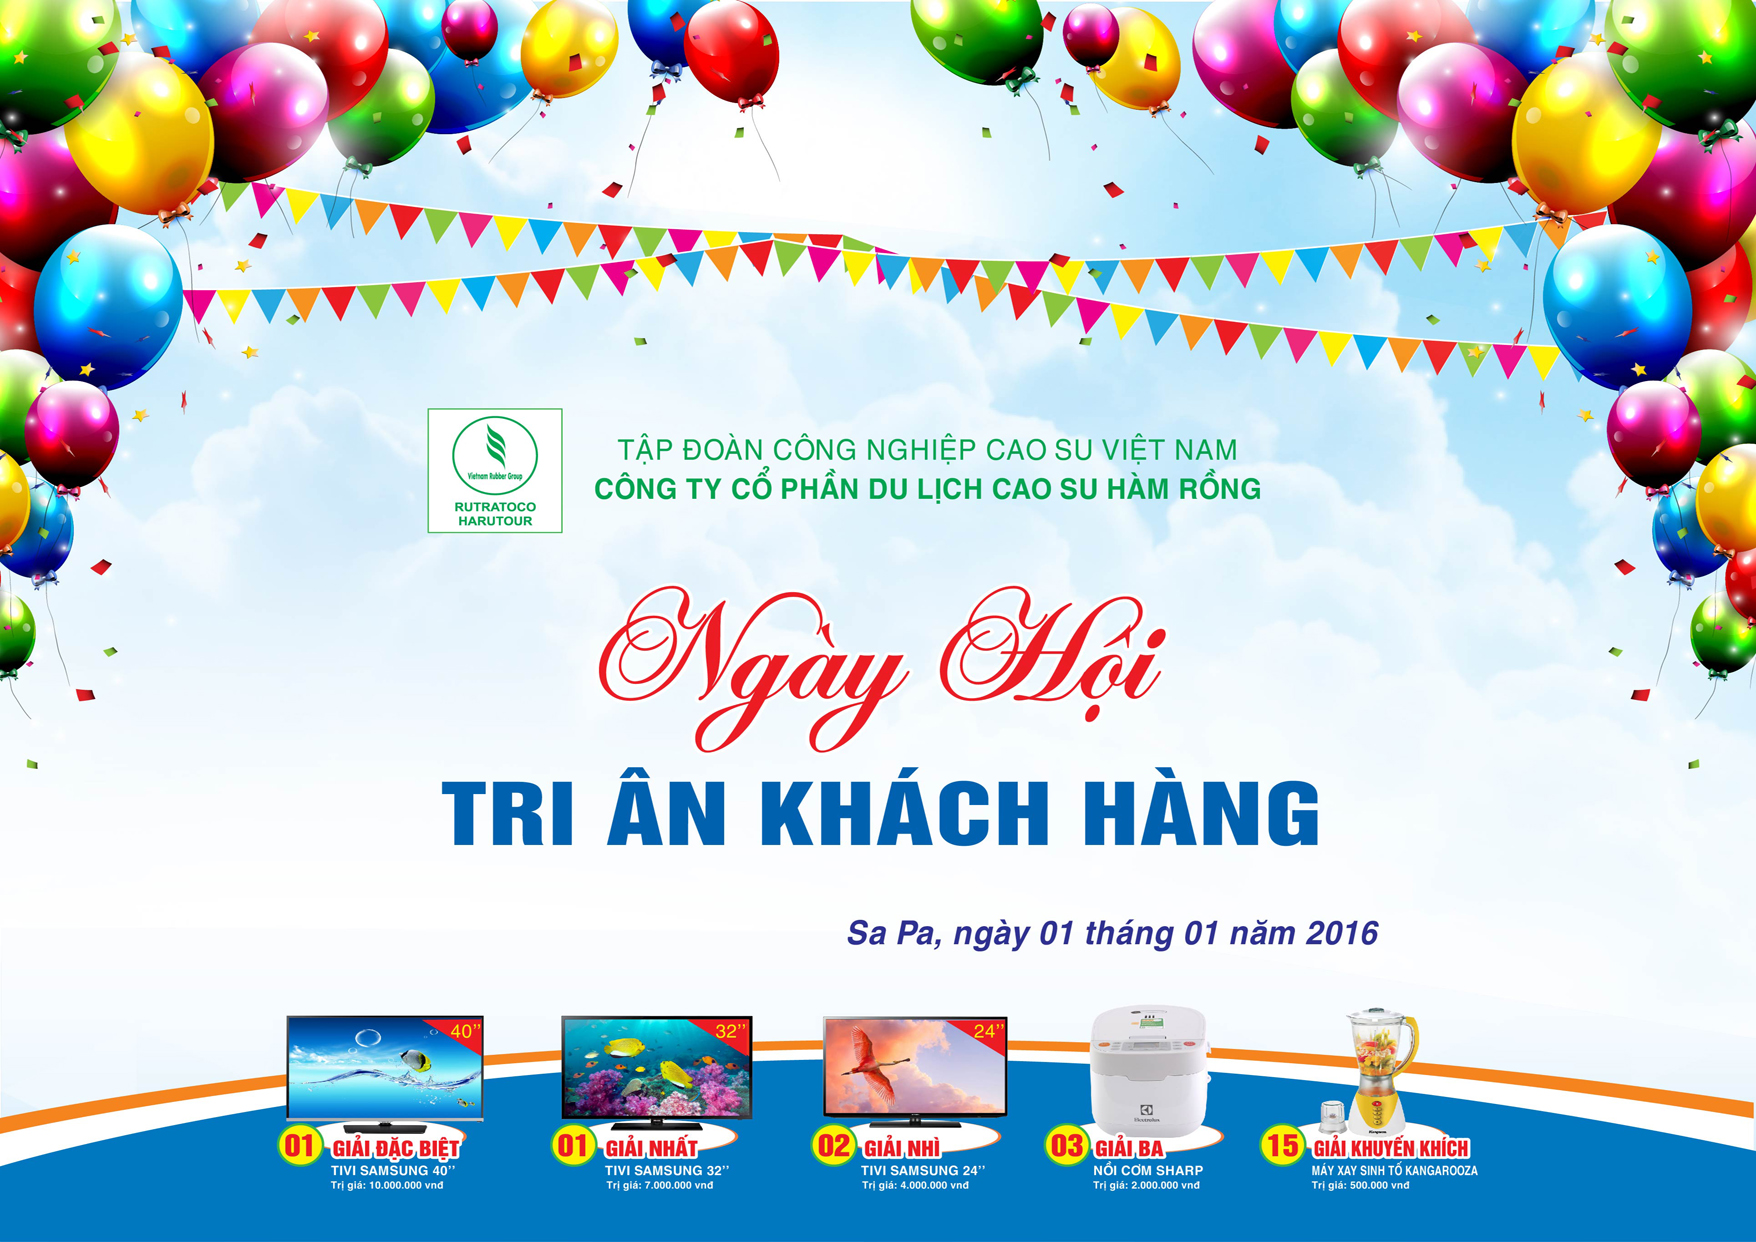 Vietnam Rubber Group
RUTRATOCO
HARUTOUR
TẬP ĐOÀN CÔNG NGHIỆP CAO SU VIỆT NAM
CÔNG TY CỔ PHẦN DU LỊCH CAO SU HÀM RỒNG
Ngày Hội
TRI ÂN KHÁCH HÀNG
Sa Pa, ngày 01 tháng 01 năm 2016
40’’
01 GIẢI ĐẶC BIỆT
TIVI SAMSUNG 40’’
Trị giá: 10.000.000 vnđ
32’’
01 GIẢI NHẤT
TIVI SAMSUNG 32’’
Trị giá: 7.000.000 vnđ
24’’
02 GIẢI NHÌ
TIVI SAMSUNG 24’’
Trị giá: 4.000.000 vnđ
Electrolux
03 GIẢI BA
NỒI CƠM SHARP
Trị giá: 2.000.000 vnđ
Kangaroo
15 GIẢI KHUYẾN KHÍCH
MÁY XAY SINH TỐ KANGAROOZA
Trị giá: 500.000 vnđ